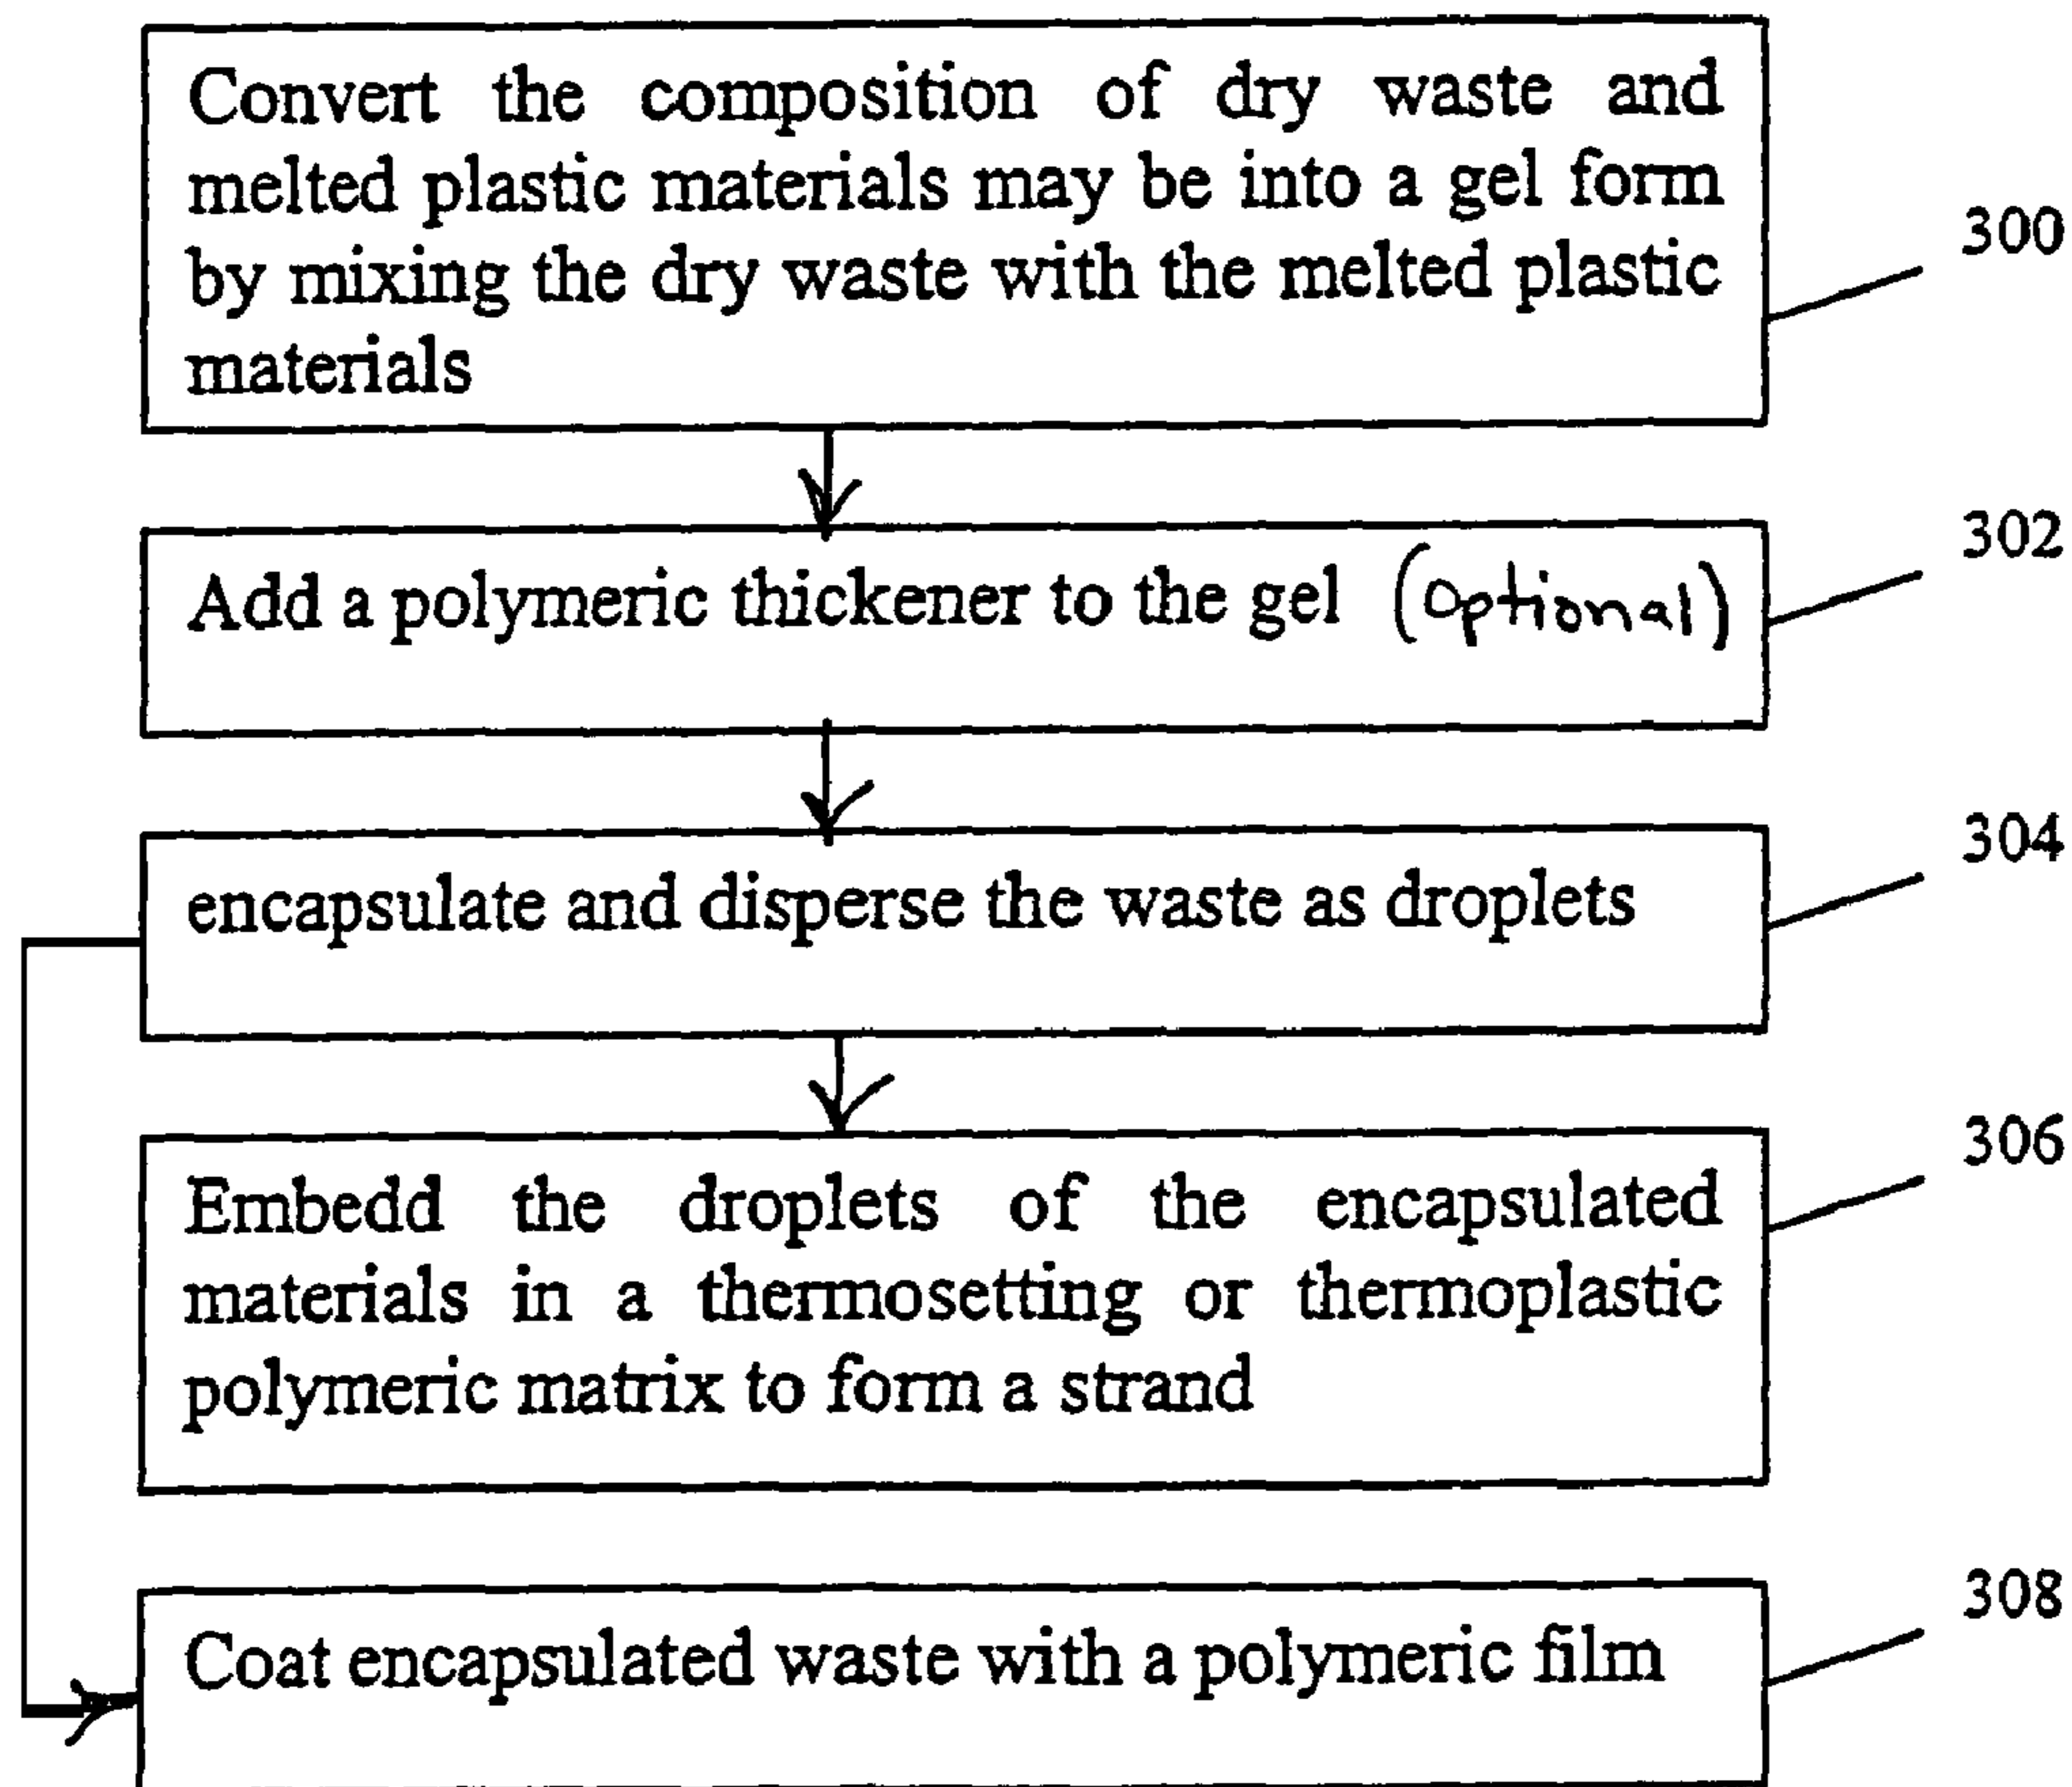 Convert the composition of dry waste and
melted plastic materials may be into a gel form
by mixing the dry waste with the melted plastic
materials
300
Add a polymeric thickener to the gel (Optional)
302
encapsulate and disperse the waste as droplets
304
Embedd the droplets of the encapsulated
materials in a thermosetting or thermoplastic
polymeric matrix to form a strand
306
Coat encapsulated waste with a polymeric film
308